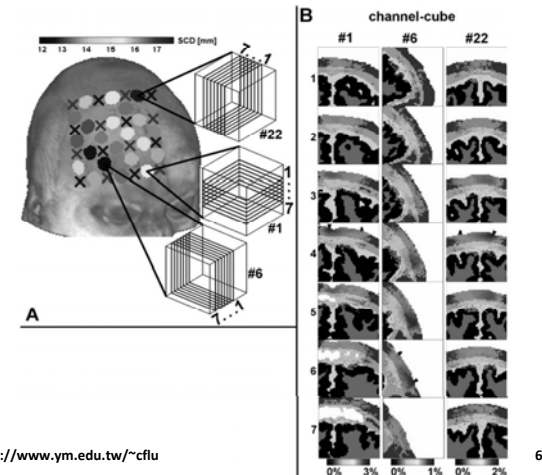 B
channel-cube
SCD [mm]
12 13 14 15 16 17
7 1
#22
1
7
#1
#6
7 1
A
#1 #6 #22
1
2
3
4
5
6
7
0% 3% 0% 1% 0% 2%
://www.ym.edu.tw/~cflu
6